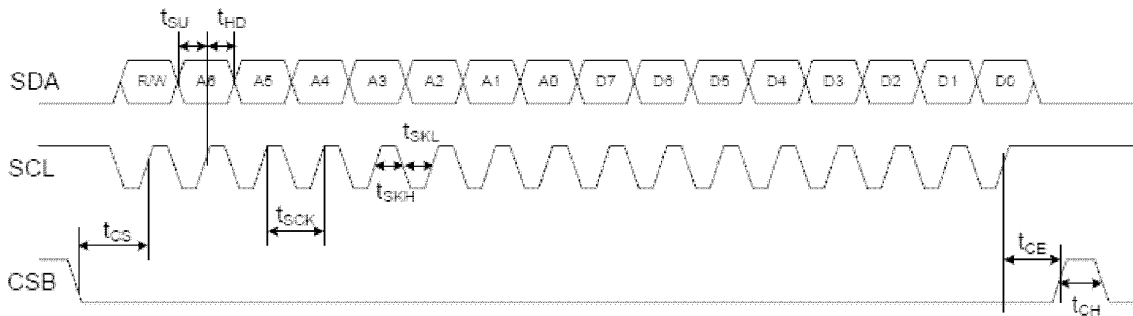 tSU tHD
SDA R/W A6 A5 A4 A3 A2 A1 A0 D7 D6 D5 D4 D3 D2 D1 D0
tSKL
SCL
tSKH
tSCK
tCS
tCE
CSB
tCH